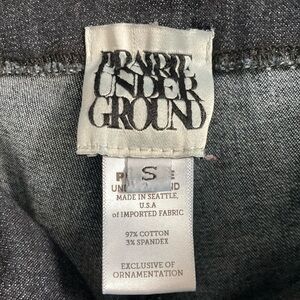 PRAIRIE
UNDER
GROUND
S
MADE IN SEATTLE,
U.S.A
of IMPORTED FABRIC
97% COTTON
3% SPANDEX
EXCLUSIVE OF
ORNAMENTATION